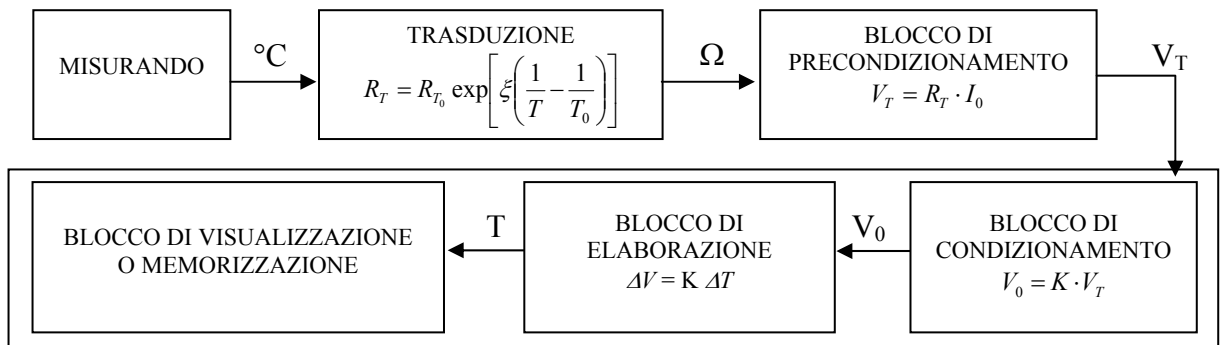 MISURANDO
°C
TRASDUZIONE
R_T = R_{T_0} exp[ξ(1/T − 1/T_0)]
Ω
BLOCCO DI
PRECONDIZIONAMENTO
V_T = R_T · I_0
V_T
BLOCCO DI VISUALIZZAZIONE
O MEMORIZZAZIONE
T
BLOCCO DI
ELABORAZIONE
ΔV = K ΔT
V_0
BLOCCO DI
CONDIZIONAMENTO
V_0 = K · V_T